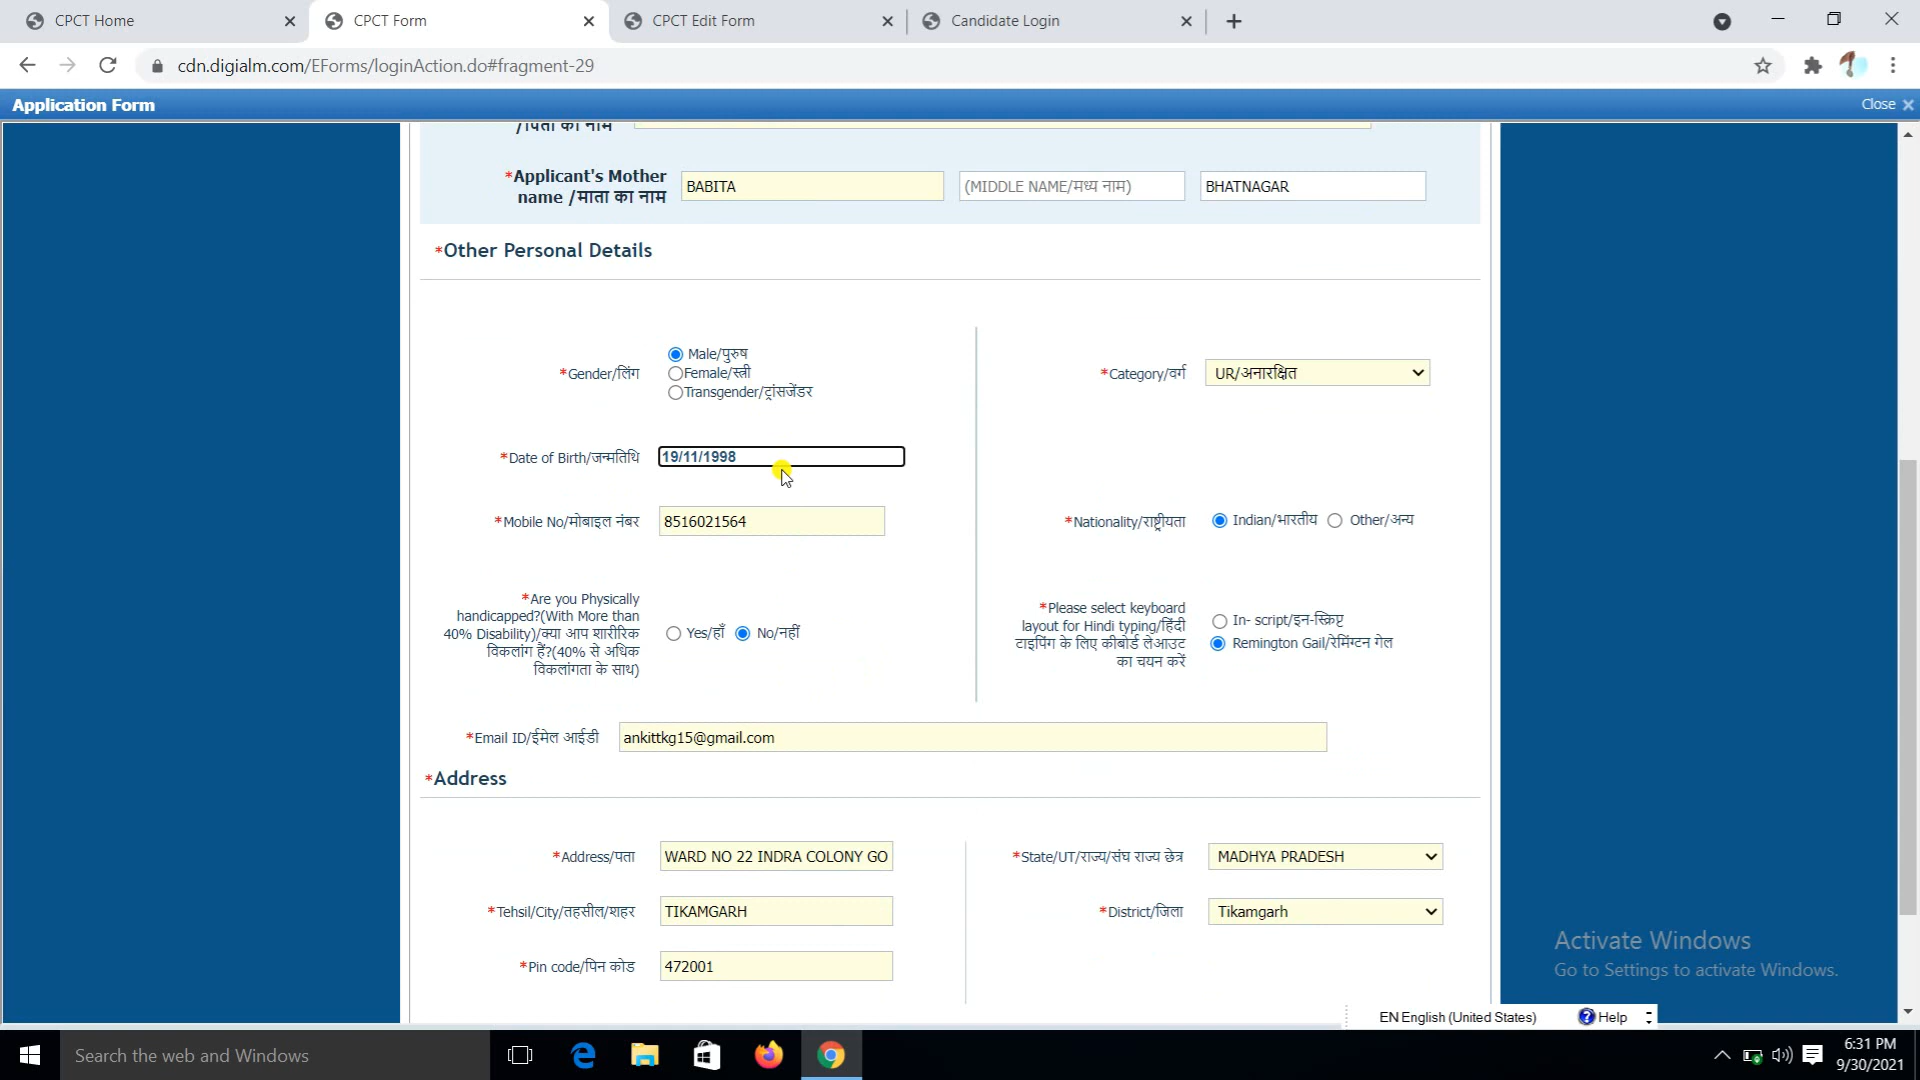 CPCT Home
CPCT Form
CPCT Edit Form
Candidate Login
cdn.digialm.com/EForms/loginAction.do#fragment-29
Application Form
Close
/पिता का नाम
*Applicant's Mother
name /माता का नाम
BABITA
(MIDDLE NAME/मध्य नाम)
BHATNAGAR
*Other Personal Details
*Gender/लिंग
Male/पुरुष
Female/स्त्री
Transgender/ट्रांसजेंडर
*Category/वर्ग
UR/अनारक्षित
*Date of Birth/जन्मतिथि
19/11/1998
*Mobile No/मोबाइल नंबर
8516021564
*Nationality/राष्ट्रीयता
Indian/भारतीय
Other/अन्य
*Are you Physically
handicapped?(With More than
40% Disability)/क्या आप शारीरिक
विकलांग हैं?(40% से अधिक
विकलांगता के साथ)
Yes/हाँ
No/नहीं
*Please select keyboard
layout for Hindi typing/हिंदी
टाइपिंग के लिए कीबोर्ड लेआउट
का चयन करें
In- script/इन-स्क्रिप्ट
Remington Gail/रेमिंग्टन गेल
*Email ID/ईमेल आईडी
ankittkg15@gmail.com
*Address
*Address/पता
WARD NO 22 INDRA COLONY GO
*State/UT/राज्य/संघ राज्य छेत्र
MADHYA PRADESH
*Tehsil/City/तहसील/शहर
TIKAMGARH
*District/जिला
Tikamgarh
*Pin code/पिन कोड
472001
Activate Windows
Go to Settings to activate Windows.
EN English (United States)
Help
Search the web and Windows
6:31 PM
9/30/2021